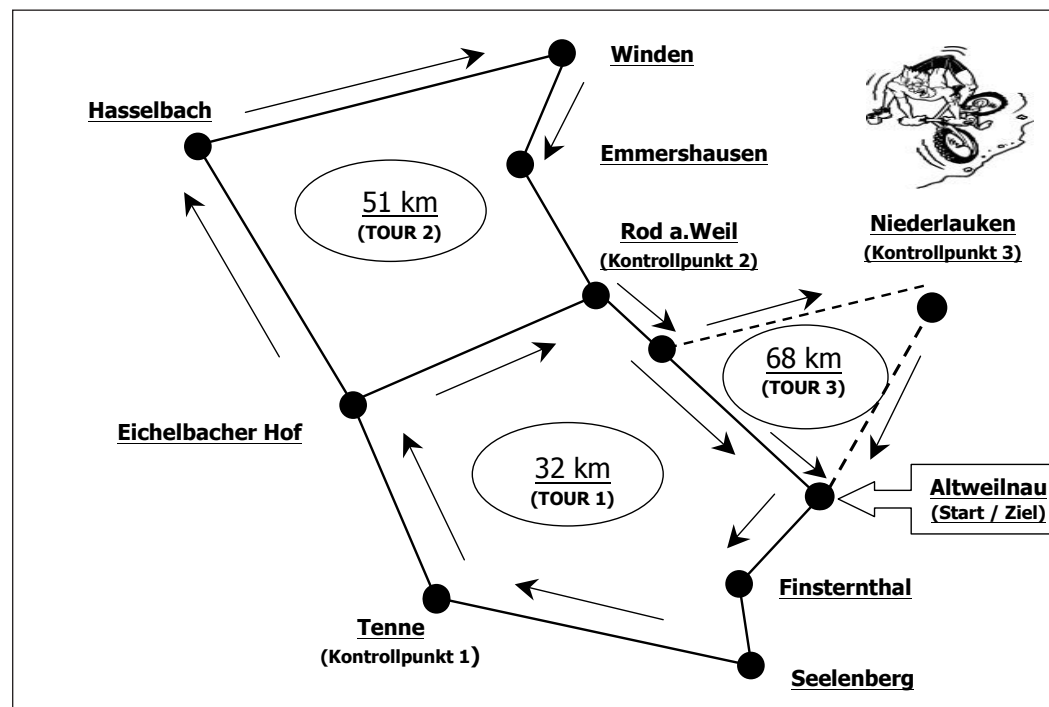 Winden
Hasselbach
Emmershausen
51 km
(TOUR 2)
Rod a.Weil
(Kontrollpunkt 2)
Niederlauken
(Kontrollpunkt 3)
68 km
(TOUR 3)
Eichelbacher Hof
32 km
(TOUR 1)
Altweilnau
(Start / Ziel)
Finsternthal
Tenne
(Kontrollpunkt 1)
Seelenberg